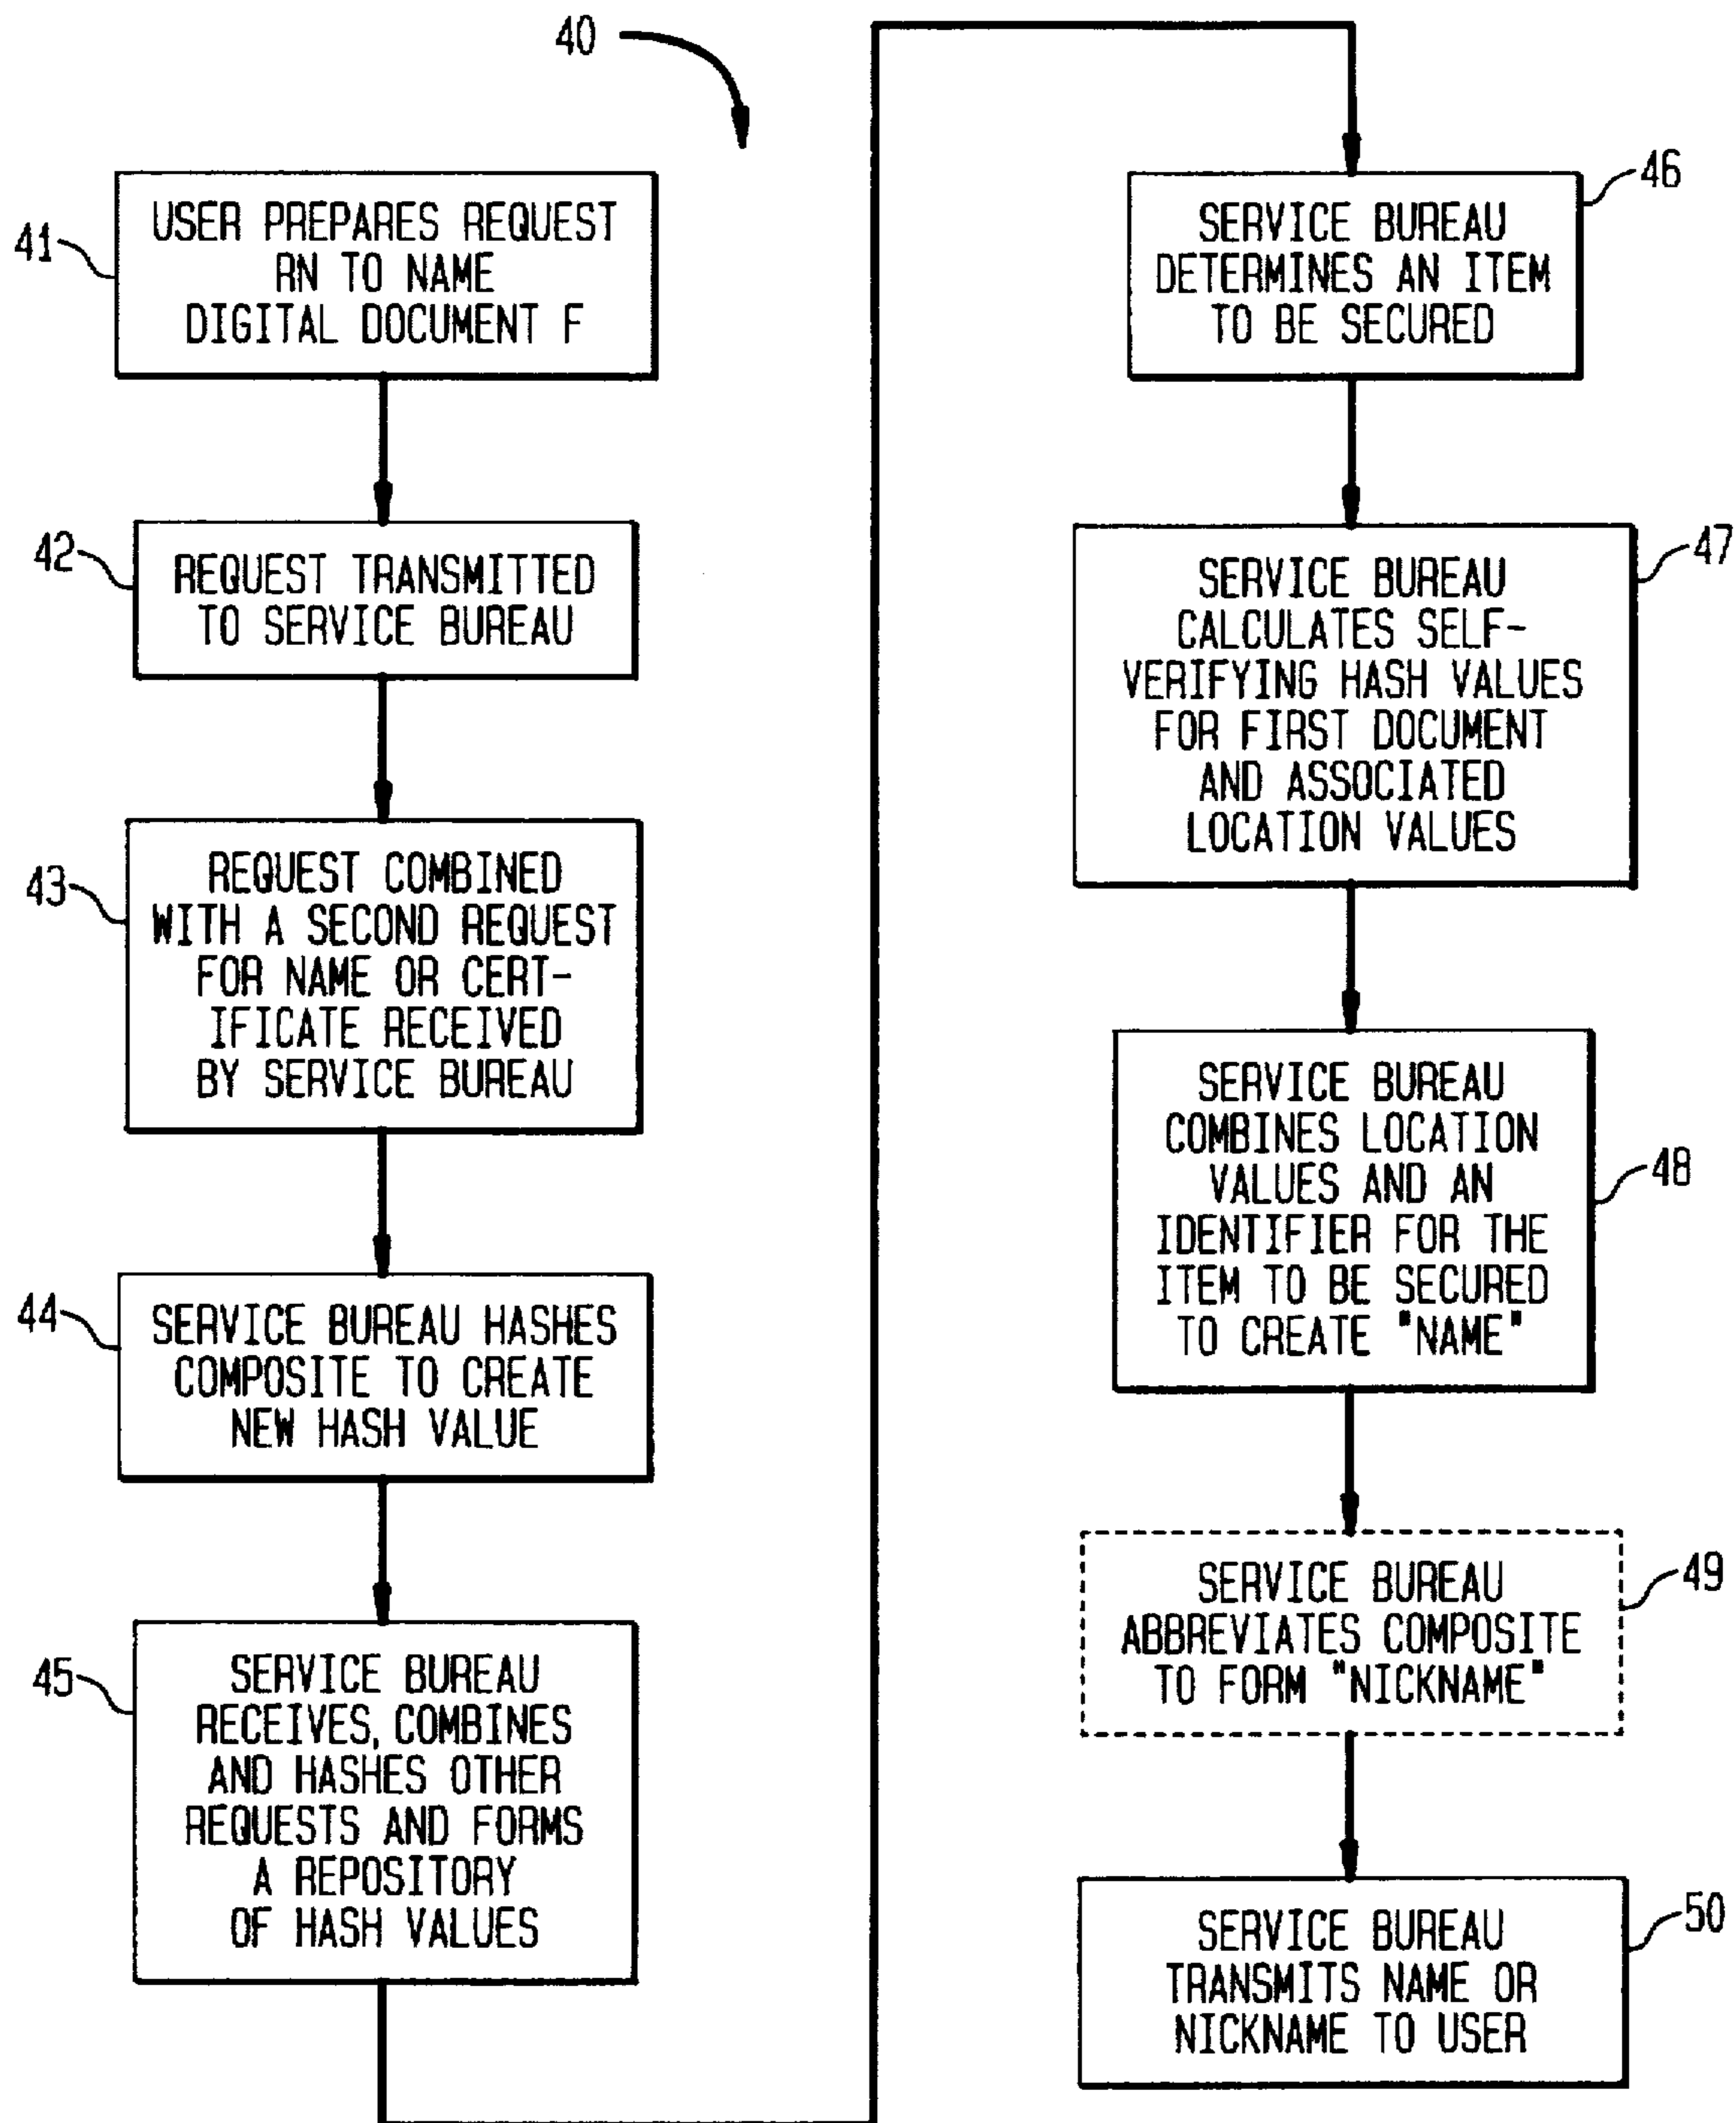 40
41
USER PREPARES REQUEST
RN TO NAME
DIGITAL DOCUMENT F
42
REQUEST TRANSMITTED
TO SERVICE BUREAU
43
REQUEST COMBINED
WITH A SECOND REQUEST
FOR NAME OR CERT-
IFICATE RECEIVED
BY SERVICE BUREAU
44
SERVICE BUREAU HASHES
COMPOSITE TO CREATE
NEW HASH VALUE
45
SERVICE BUREAU
RECEIVES, COMBINES
AND HASHES OTHER
REQUESTS AND FORMS
A REPOSITORY
OF HASH VALUES
46
SERVICE BUREAU
DETERMINES AN ITEM
TO BE SECURED
47
SERVICE BUREAU
CALCULATES SELF-
VERIFYING HASH VALUES
FOR FIRST DOCUMENT
AND ASSOCIATED
LOCATION VALUES
48
SERVICE BUREAU
COMBINES LOCATION
VALUES AND AN
IDENTIFIER FOR THE
ITEM TO BE SECURED
TO CREATE "NAME"
49
SERVICE BUREAU
ABBREVIATES COMPOSITE
TO FORM "NICKNAME"
50
SERVICE BUREAU
TRANSMITS NAME OR
NICKNAME TO USER